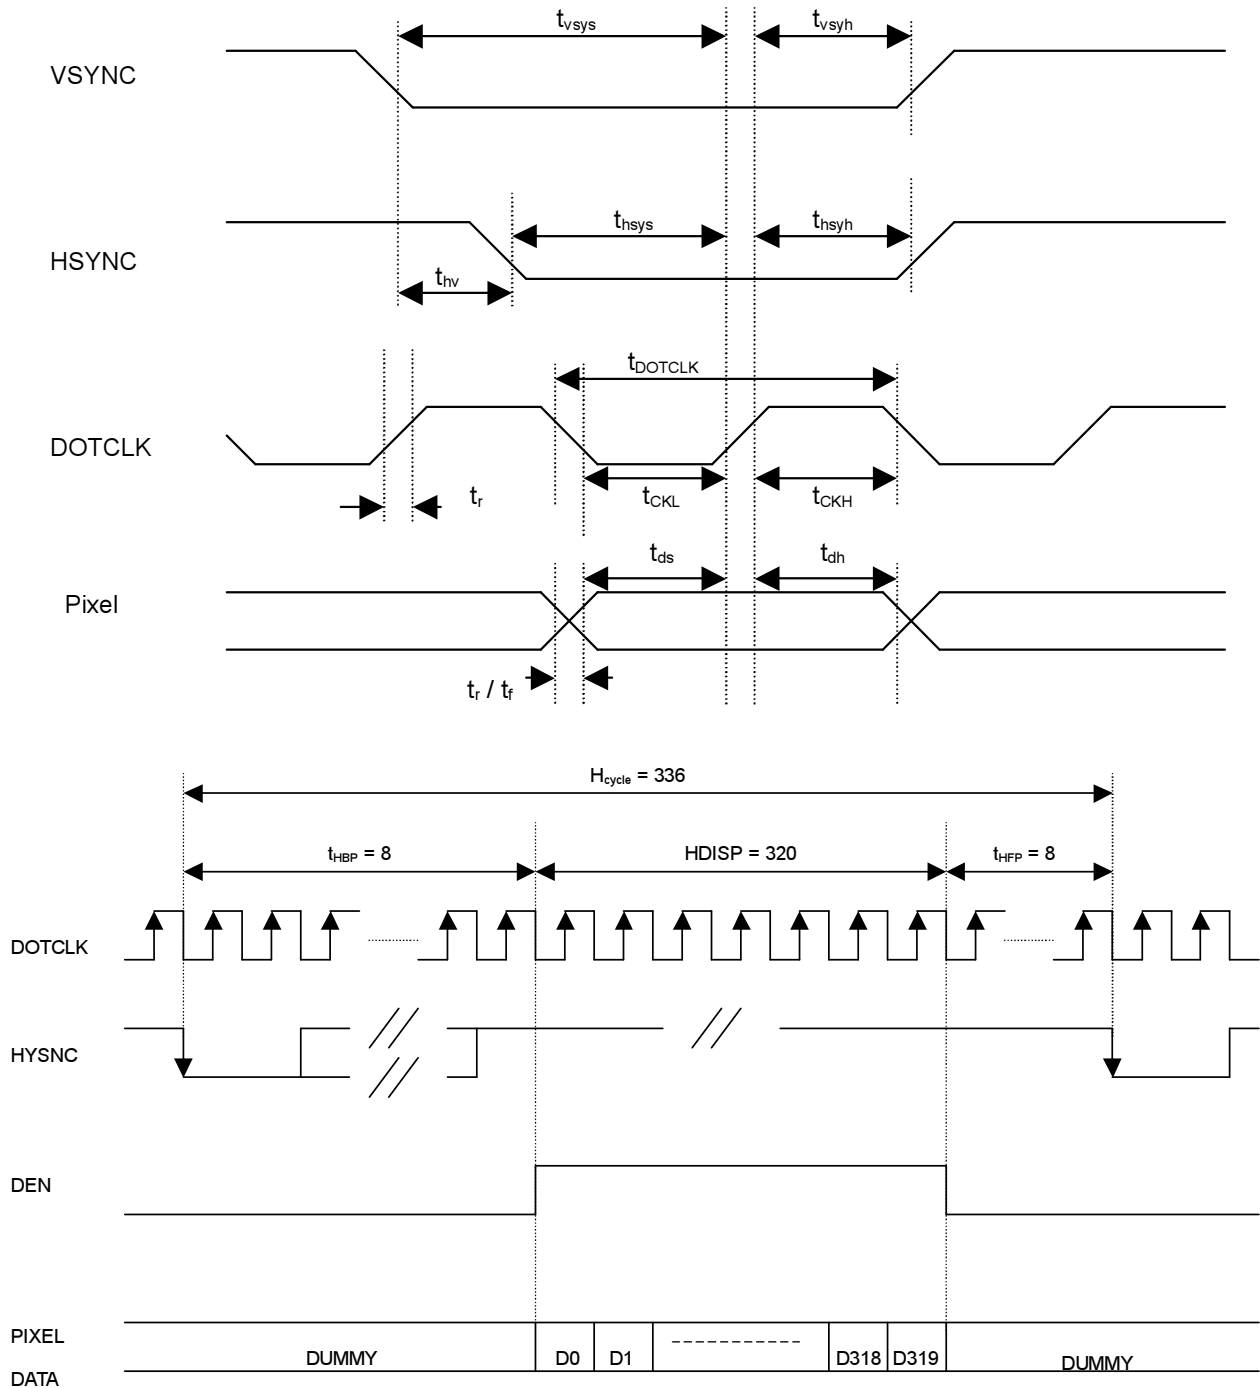 tvsys tvsyh
VSYNC
thsys thsyh
HSYNC
thv
tDOTCLK
DOTCLK
tr tCKL tCKH
tds tdh
Pixel
tr / tf
Hcycle = 336
tHBP = 8 HDISP = 320 tHFP = 8
DOTCLK
HYSNC
DEN
PIXEL
DUMMY D0 D1 D318 D319 DUMMY
DATA